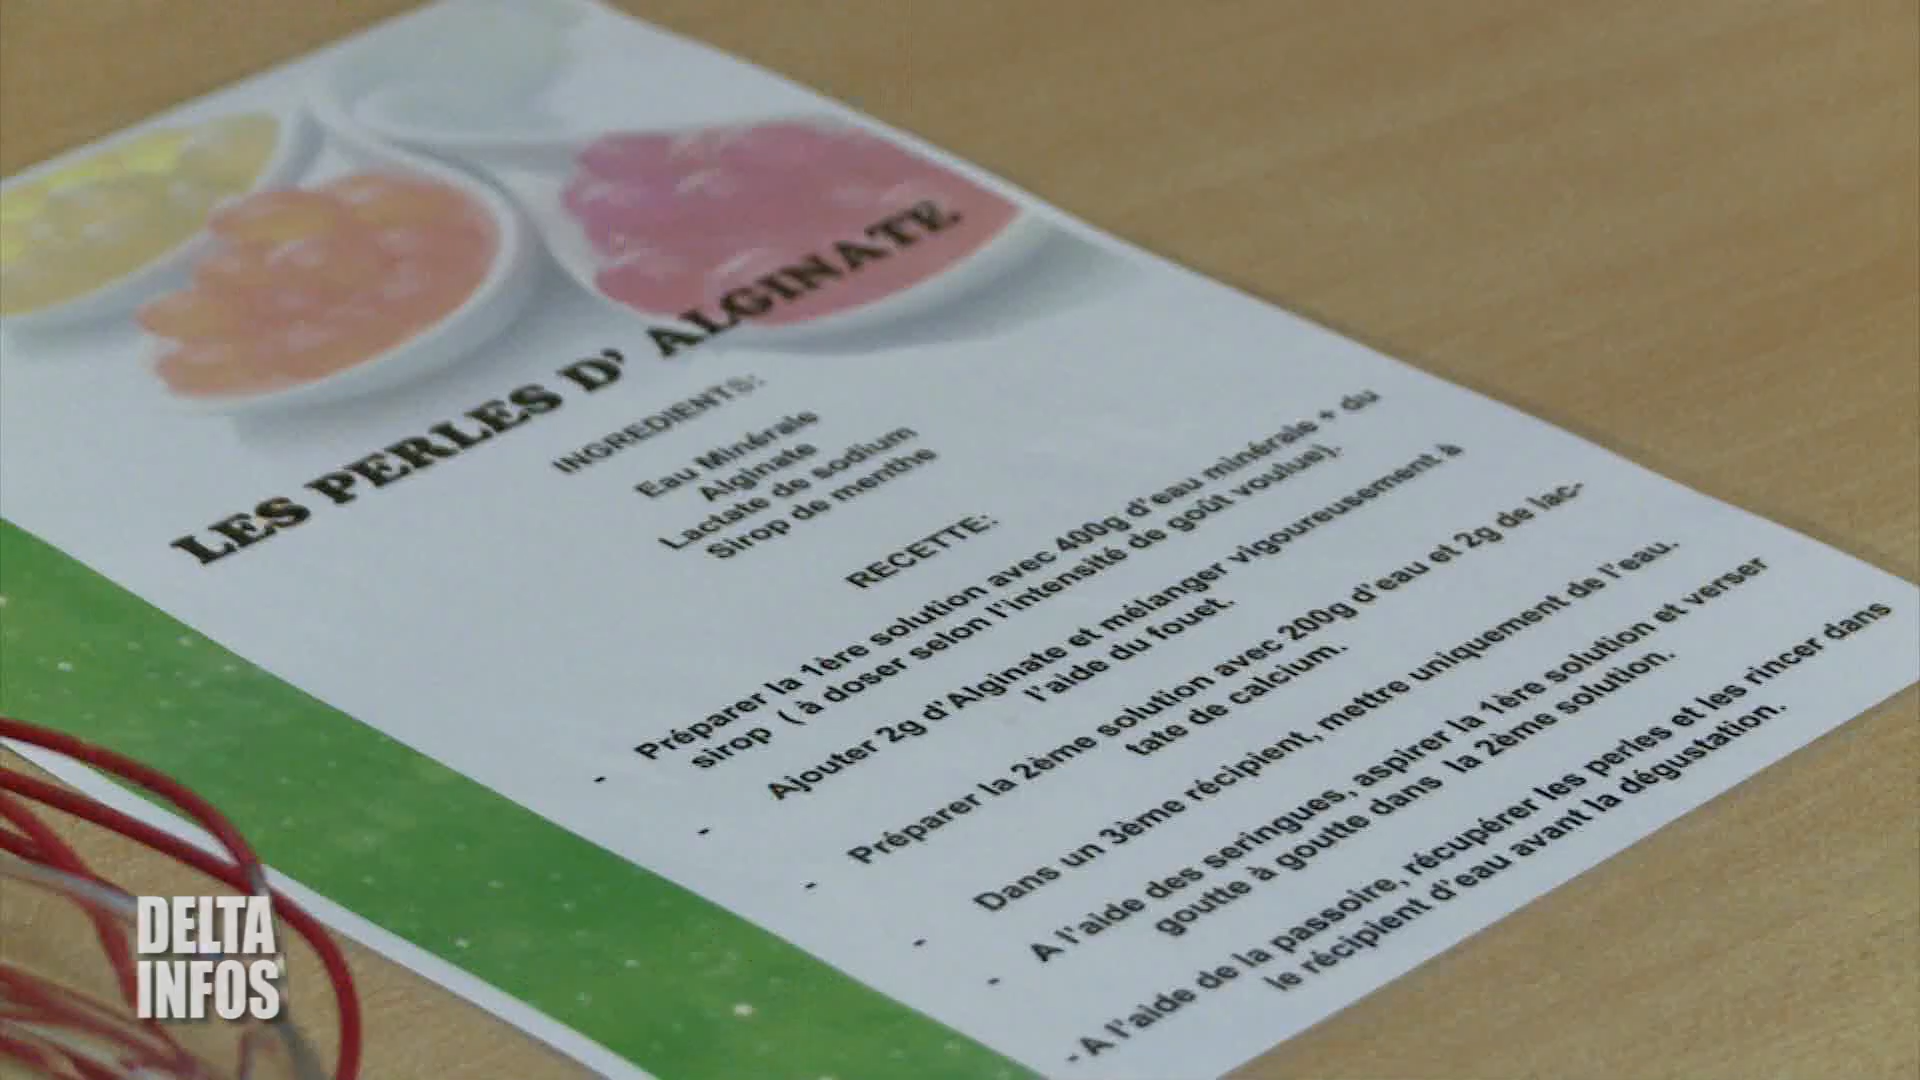 LES PERLES D' ALGINATE
INGREDIENTS:
Eau Minérale
Alginate
Lactate de sodium
Sirop de menthe
RECETTE:
- Préparer la 1ère solution avec 400g d'eau minérale + du
sirop ( à doser selon l'intensité de goût voulue).
- Ajouter 2g d'Alginate et mélanger vigoureusement à
l'aide du fouet.
- Préparer la 2ème solution avec 200g d'eau et 2g de lac-
tate de calcium.
- Dans un 3ème récipient, mettre uniquement de l'eau.
- A l'aide des seringues, aspirer la 1ère solution et verser
goutte à goutte dans la 2ème solution.
- A l'aide de la passoire, récupérer les perles et les rincer dans
le récipient d'eau avant la dégustation.
DELTA
INFOS